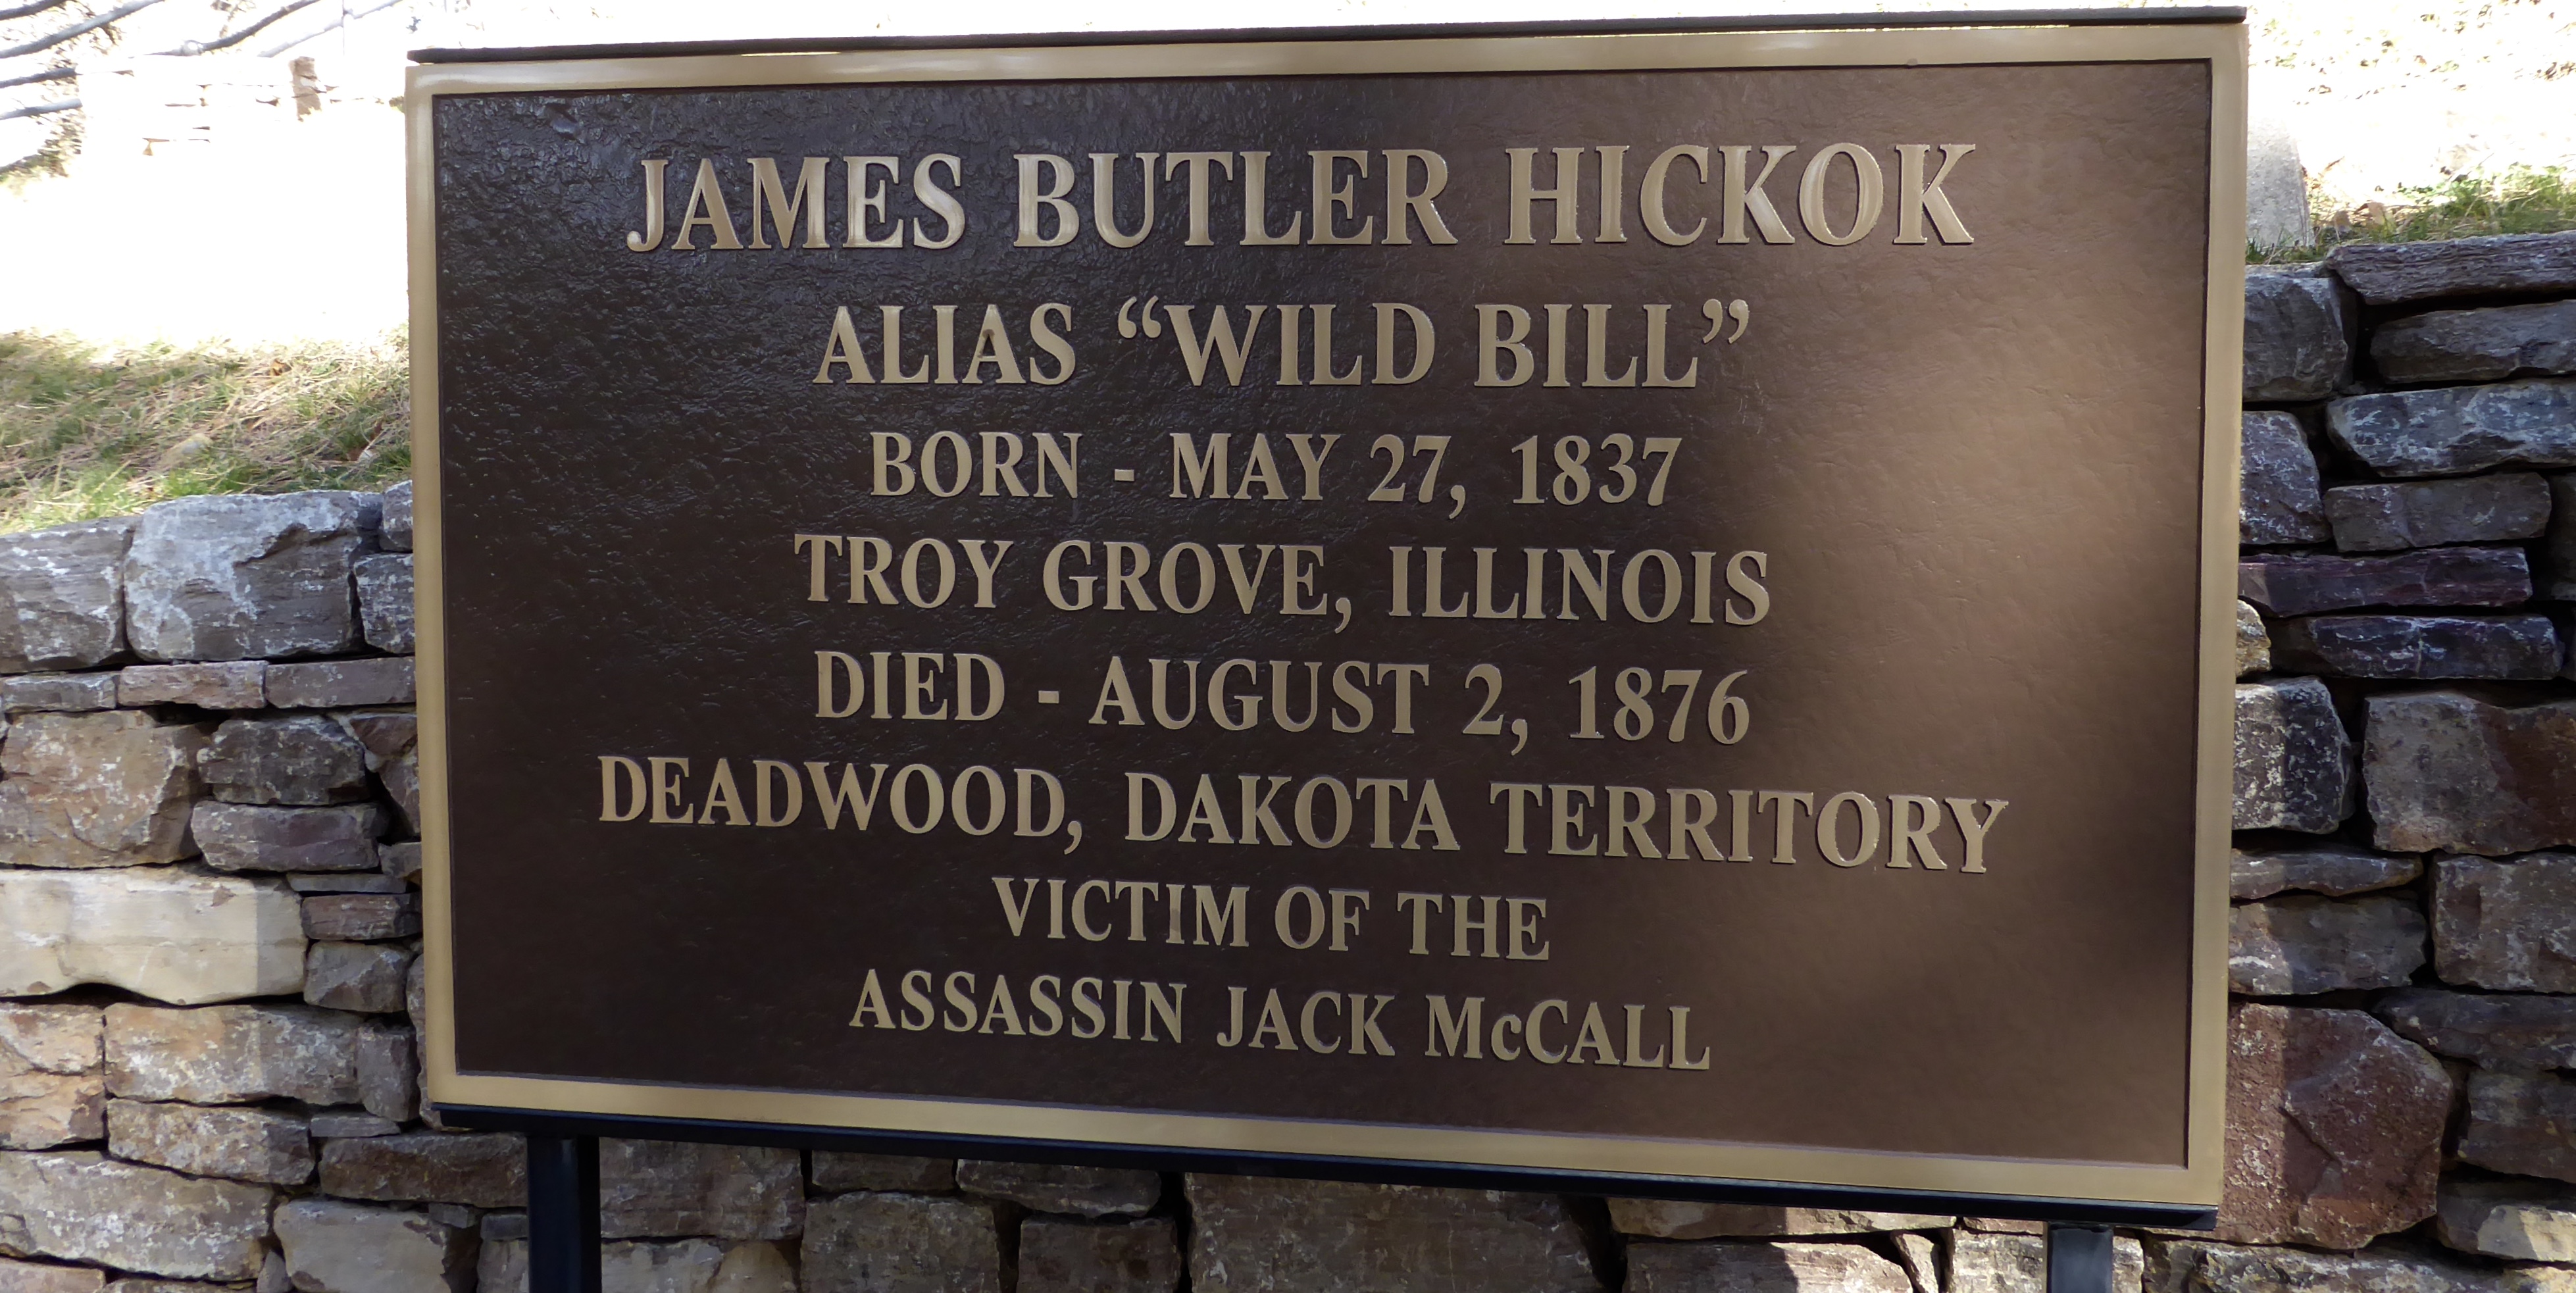 JAMES BUTLER HICKOK
ALIAS “WILD BILL”
BORN - MAY 27, 1837
TROY GROVE, ILLINOIS
DIED - AUGUST 2, 1876
DEADWOOD, DAKOTA TERRITORY
VICTIM OF THE
ASSASSIN JACK McCALL